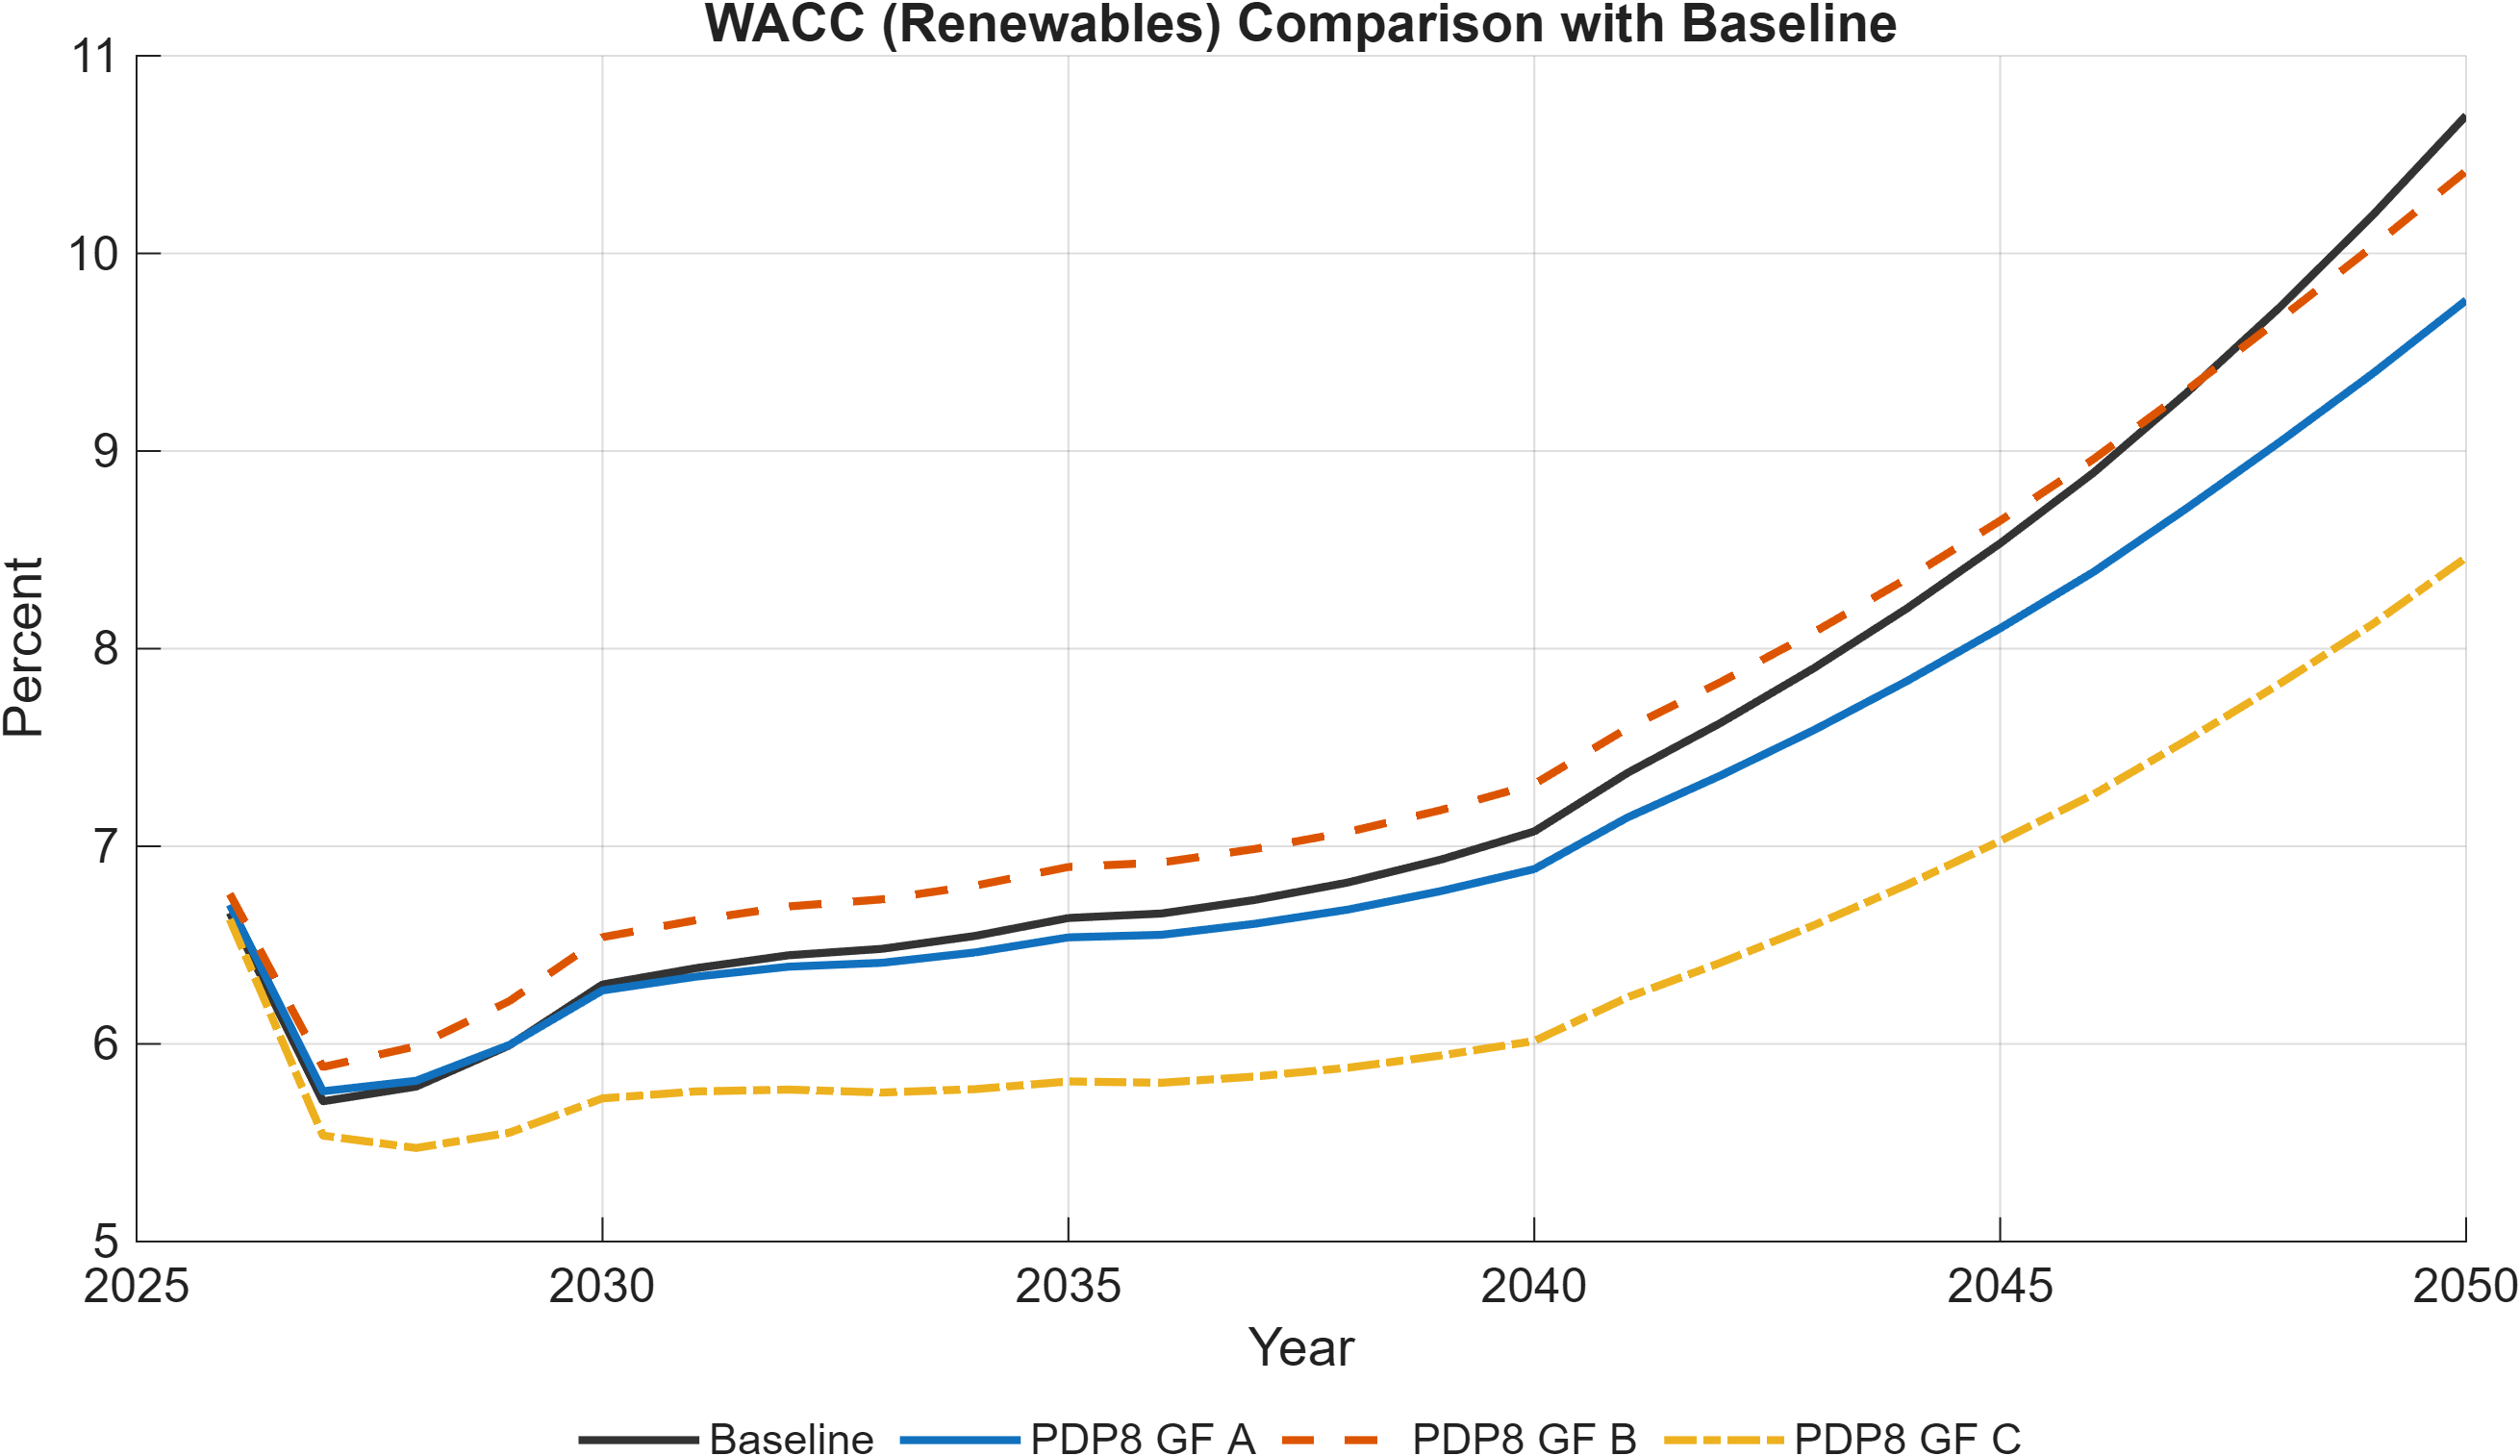 WACC (Renewables) Comparison with Baseline
11
10
9
8
7
6
5
Percent
2025 2030 2035 2040 2045 2050
Year
Baseline PDP8 GF A PDP8 GF B PDP8 GF C